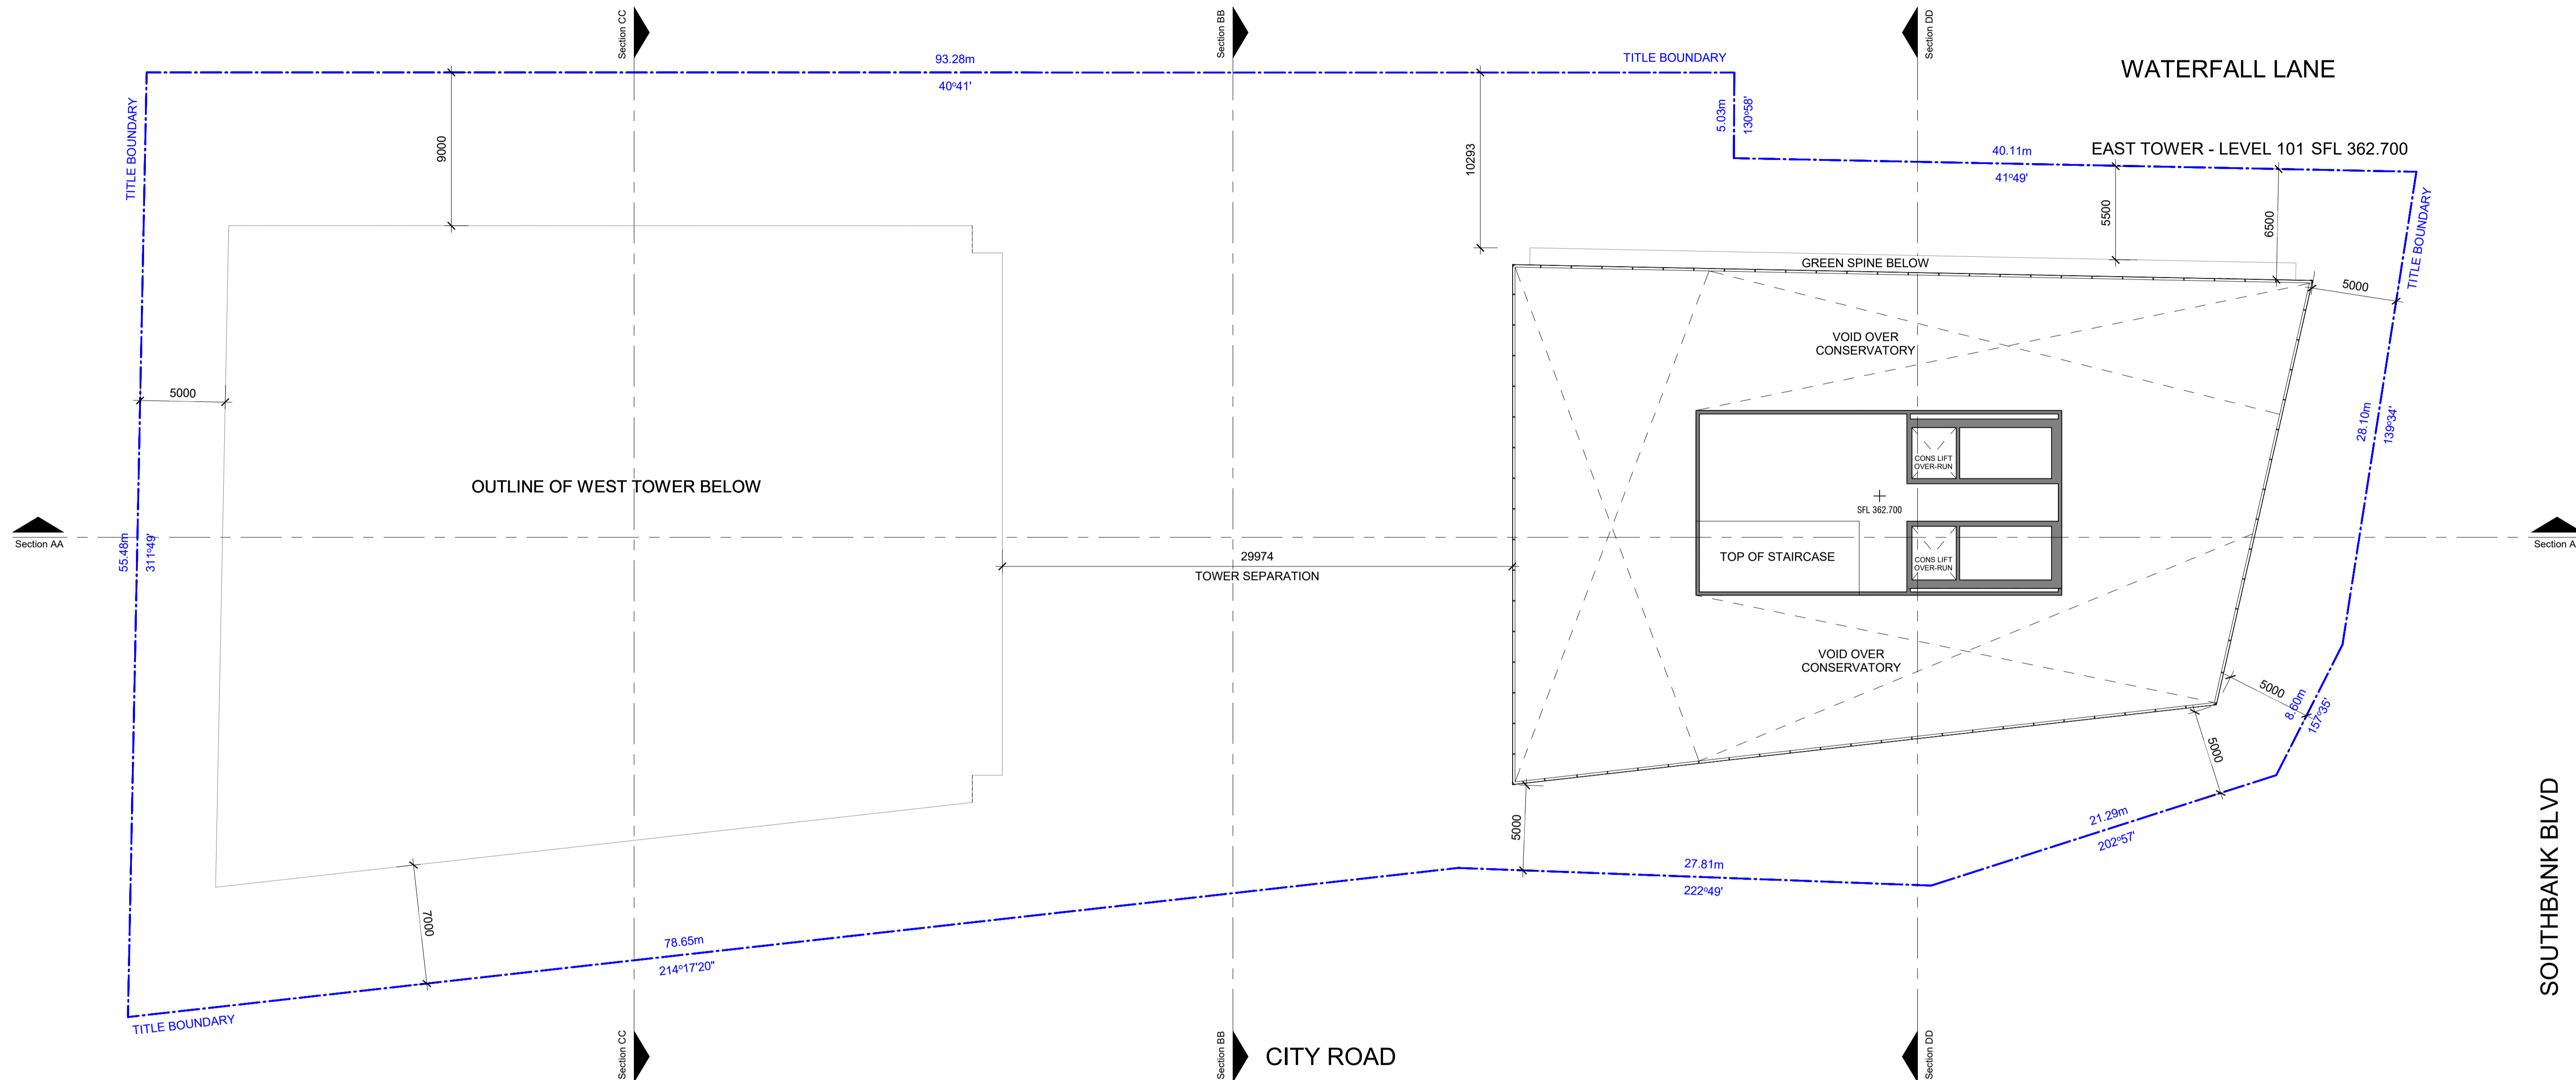 Section CC
Section BB
Section DD
93.28m
40º41'
TITLE BOUNDARY
WATERFALL LANE
TITLE BOUNDARY
5.03m
130º58'
9000
10293
40.11m
41º49'
EAST TOWER - LEVEL 101 SFL 362.700
5500
6500
TITLE BOUNDARY
GREEN SPINE BELOW
5000
VOID OVER
CONSERVATORY
5000
28.10m
139º34'
CONS LIFT
OVER-RUN
OUTLINE OF WEST TOWER BELOW
SFL 362.700
Section AA
55.48m
311º49'
29974
TOWER SEPARATION
TOP OF STAIRCASE
CONS LIFT
OVER-RUN
Section A
VOID OVER
CONSERVATORY
5000
8.60m
157º35'
5000
5000
21.29m
202º57'
27.81m
222º49'
7000
78.65m
214º17'20"
TITLE BOUNDARY
SOUTHBANK BLVD
Section CC
Section BB
CITY ROAD
Section DD